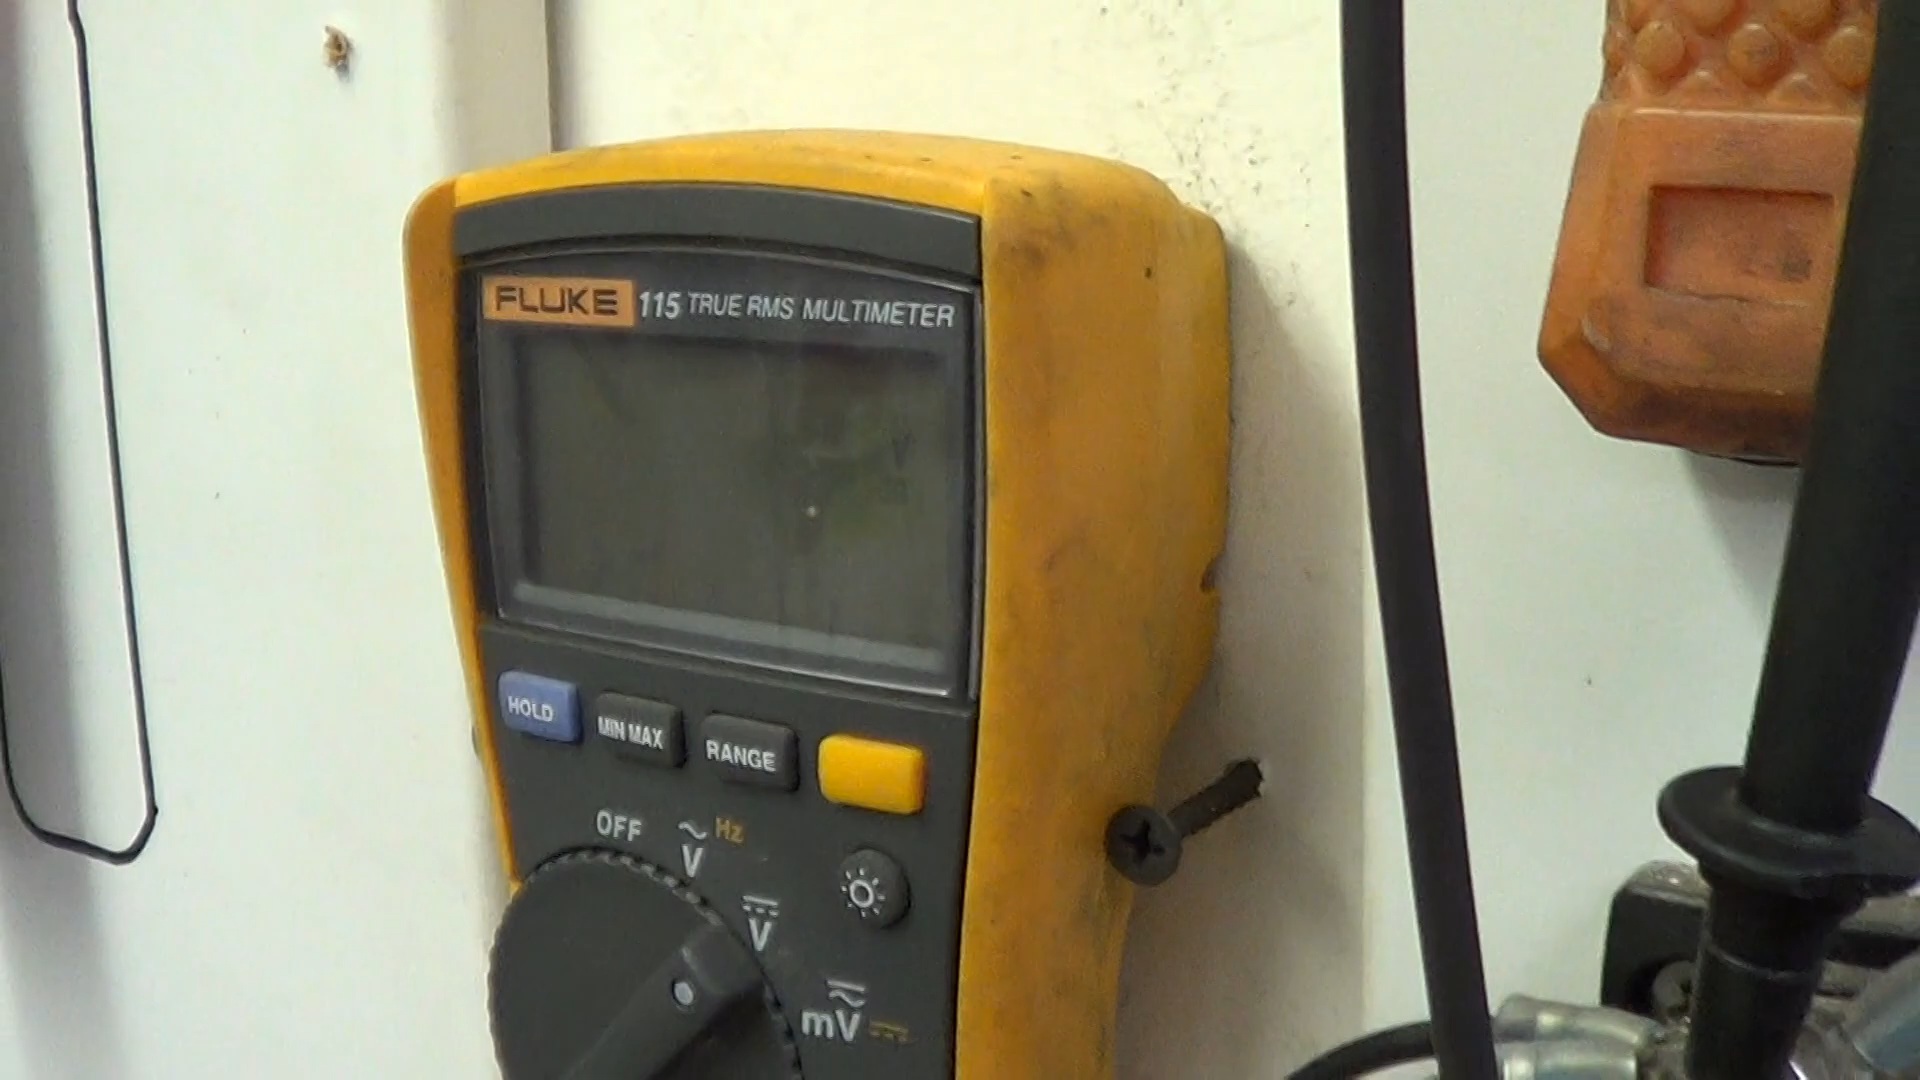 FLUKE 115 TRUE RMS MULTIMETER
HOLD MIN MAX RANGE
OFF
V Hz
V
mV